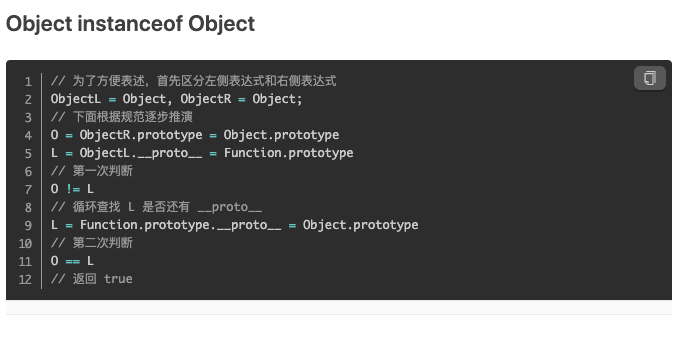 Object instanceof Object
1 // 为了方便表述，首先区分左侧表达式和右侧表达式
2 ObjectL = Object, ObjectR = Object;
3 // 下面根据规范逐步推演
4 O = ObjectR.prototype = Object.prototype
5 L = ObjectL.__proto__ = Function.prototype
6 // 第一次判断
7 O != L
8 // 循环查找 L 是否还有 __proto__
9 L = Function.prototype.__proto__ = Object.prototype
10 // 第二次判断
11 O == L
12 // 返回 true